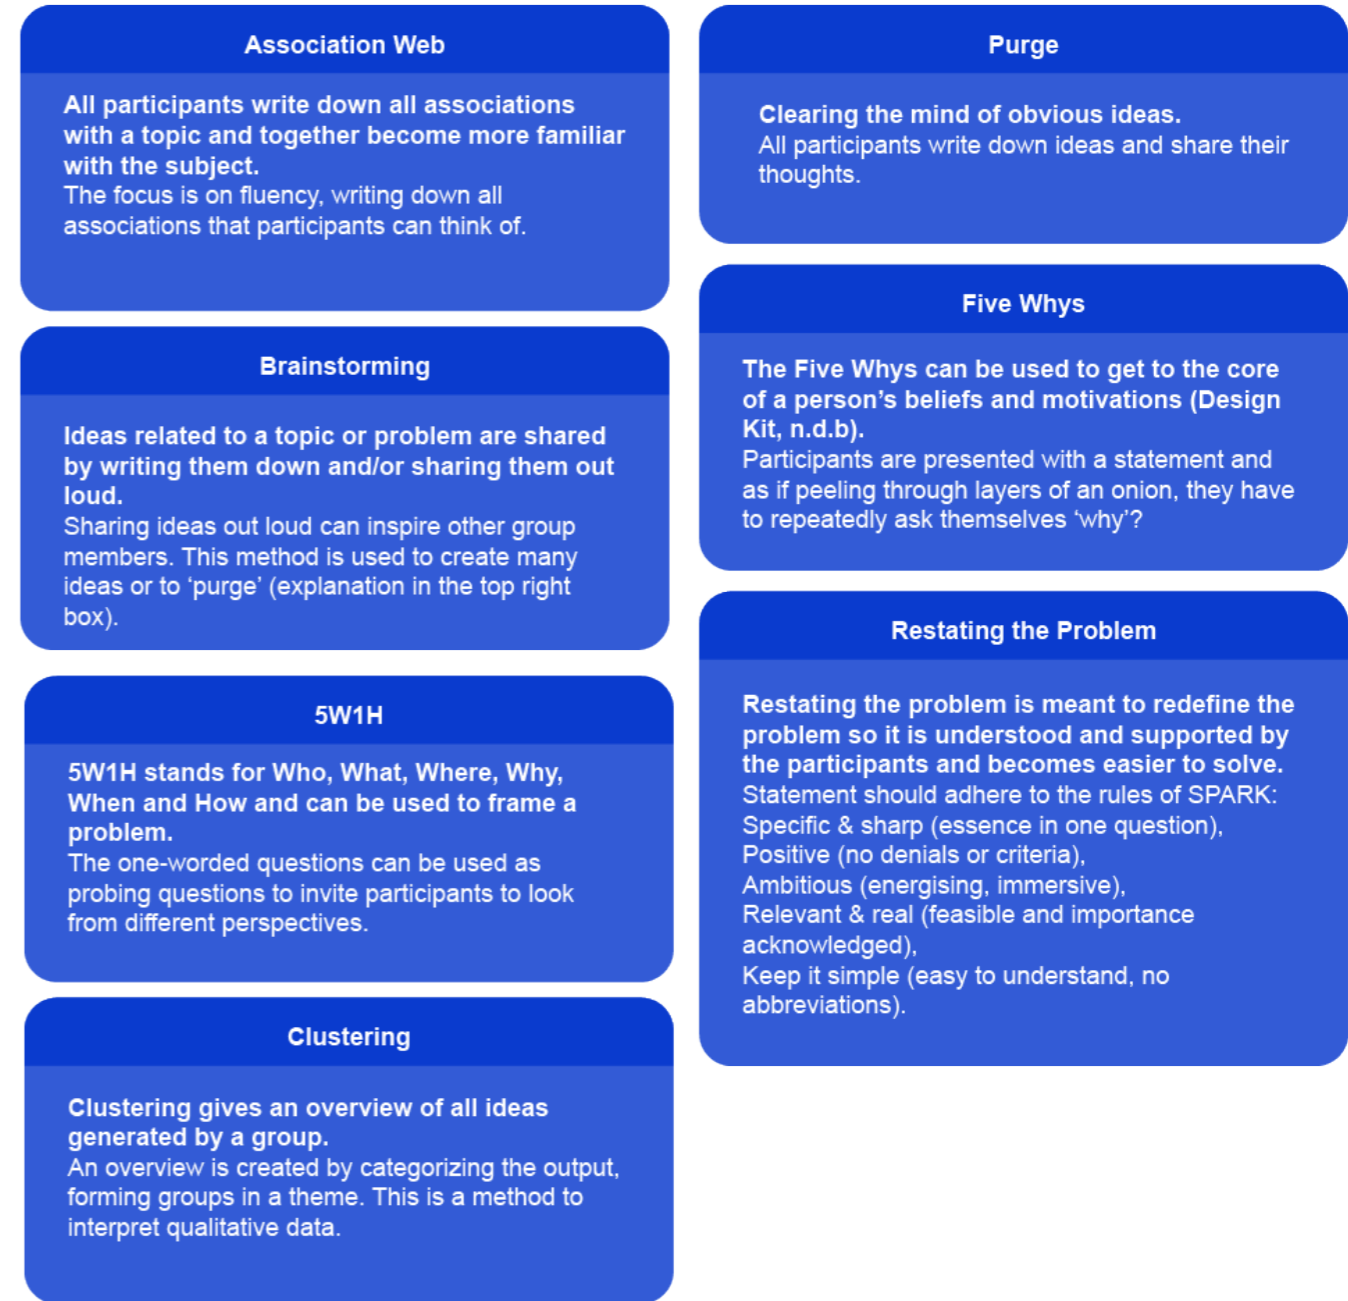 Association Web
All participants write down all associations
with a topic and together become more familiar
with the subject.
The focus is on fluency, writing down all
associations that participants can think of.
Brainstorming
Ideas related to a topic or problem are shared
by writing them down and/or sharing them out
loud.
Sharing ideas out loud can inspire other group
members. This method is used to create many
ideas or to ‘purge’ (explanation in the top right
box).
5W1H
5W1H stands for Who, What, Where, Why,
When and How and can be used to frame a
problem.
The one-worded questions can be used as
probing questions to invite participants to look
from different perspectives.
Clustering
Clustering gives an overview of all ideas
generated by a group.
An overview is created by categorizing the output,
forming groups in a theme. This is a method to
interpret qualitative data.
Purge
Clearing the mind of obvious ideas.
All participants write down ideas and share their
thoughts.
Five Whys
The Five Whys can be used to get to the core
of a person’s beliefs and motivations (Design
Kit, n.d.b).
Participants are presented with a statement and
as if peeling through layers of an onion, they have
to repeatedly ask themselves ‘why’?
Restating the Problem
Restating the problem is meant to redefine the
problem so it is understood and supported by
the participants and becomes easier to solve.
Statement should adhere to the rules of SPARK:
Specific & sharp (essence in one question),
Positive (no denials or criteria),
Ambitious (energising, immersive),
Relevant & real (feasible and importance
acknowledged),
Keep it simple (easy to understand, no
abbreviations).